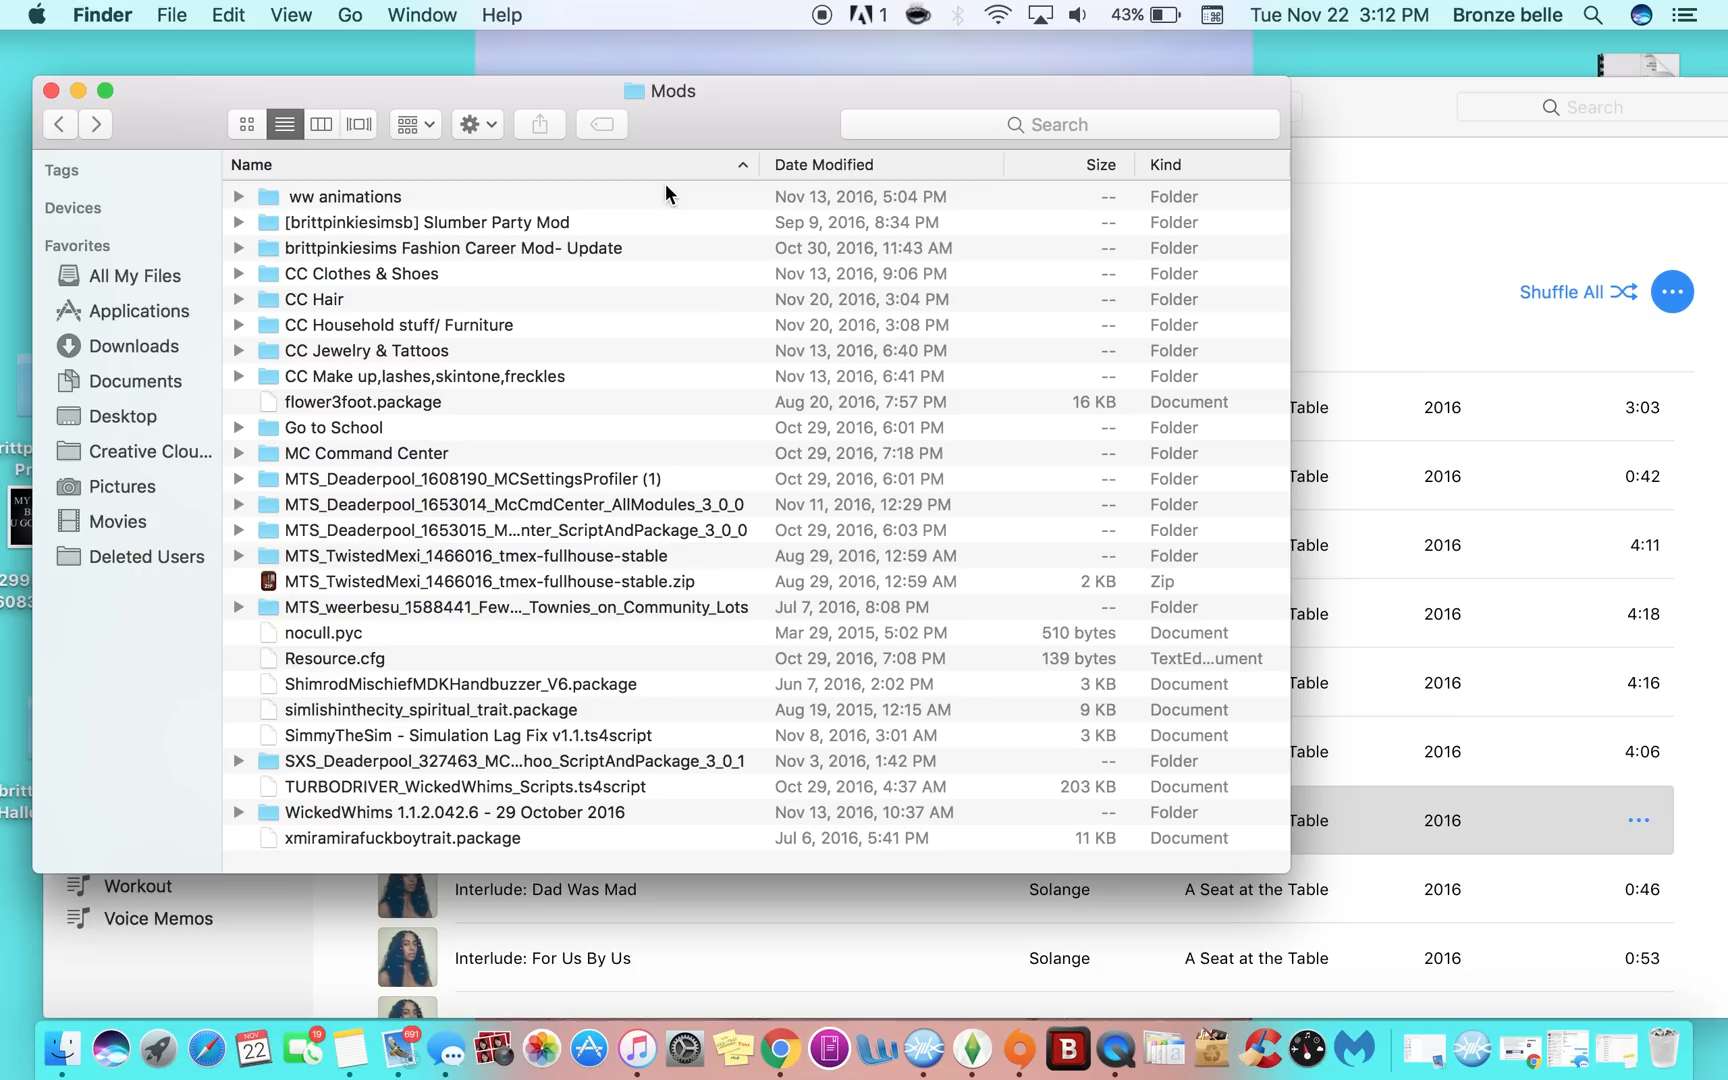 Finder File Edit View Go Window Help 1 43% Tue Nov 22 3:12 PM Bronze belle
Mods
Search
Search
Tags
Devices
Favorites
All My Files
Applications
Downloads
Documents
Desktop
Creative Clou...
Pictures
Movies
Deleted Users
Name Date Modified Size Kind
ww animations Nov 13, 2016, 5:04 PM -- Folder
[brittpinkiesimsb] Slumber Party Mod Sep 9, 2016, 8:34 PM -- Folder
brittpinkiesims Fashion Career Mod- Update Oct 30, 2016, 11:43 AM -- Folder
CC Clothes & Shoes Nov 13, 2016, 9:06 PM -- Folder
CC Hair Nov 20, 2016, 3:04 PM -- Folder
CC Household stuff/ Furniture Nov 20, 2016, 3:08 PM -- Folder
CC Jewelry & Tattoos Nov 13, 2016, 6:40 PM -- Folder
CC Make up,lashes,skintone,freckles Nov 13, 2016, 6:41 PM -- Folder
flower3foot.package Aug 20, 2016, 7:57 PM 16 KB Document
Go to School Oct 29, 2016, 6:01 PM -- Folder
MC Command Center Oct 29, 2016, 7:18 PM -- Folder
MTS_Deaderpool_1608190_MCSettingsProfiler (1) Oct 29, 2016, 6:01 PM -- Folder
MTS_Deaderpool_1653014_McCmdCenter_AllModules_3_0_0 Nov 11, 2016, 12:29 PM -- Folder
MTS_Deaderpool_1653015_M...nter_ScriptAndPackage_3_0_0 Oct 29, 2016, 6:03 PM -- Folder
MTS_TwistedMexi_1466016_tmex-fullhouse-stable Aug 29, 2016, 12:59 AM -- Folder
MTS_TwistedMexi_1466016_tmex-fullhouse-stable.zip Aug 29, 2016, 12:59 AM 2 KB Zip
MTS_weerbesu_1588441_Few..._Townies_on_Community_Lots Jul 7, 2016, 8:08 PM -- Folder
nocull.pyc Mar 29, 2015, 5:02 PM 510 bytes Document
Resource.cfg Oct 29, 2016, 7:08 PM 139 bytes TextEd...ument
ShimrodMischiefMDKHandbuzzer_V6.package Jun 7, 2016, 2:02 PM 3 KB Document
simlishinthecity_spiritual_trait.package Aug 19, 2015, 12:15 AM 9 KB Document
SimmyTheSim - Simulation Lag Fix v1.1.ts4script Nov 8, 2016, 3:01 AM 3 KB Document
SXS_Deaderpool_327463_MC...hoo_ScriptAndPackage_3_0_1 Nov 3, 2016, 1:42 PM -- Folder
TURBODRIVER_WickedWhims_Scripts.ts4script Oct 29, 2016, 4:37 AM 203 KB Document
WickedWhims 1.1.2.042.6 - 29 October 2016 Nov 13, 2016, 10:37 AM -- Folder
xmiramirafuckboytrait.package Jul 6, 2016, 5:41 PM 11 KB Document
Shuffle All
Table 2016 3:03
Table 2016 0:42
Table 2016 4:11
Table 2016 4:18
Table 2016 4:16
Table 2016 4:06
Table 2016
Workout
Voice Memos
Interlude: Dad Was Mad Solange A Seat at the Table 2016 0:46
Interlude: For Us By Us Solange A Seat at the Table 2016 0:53
NOV
22
19
691